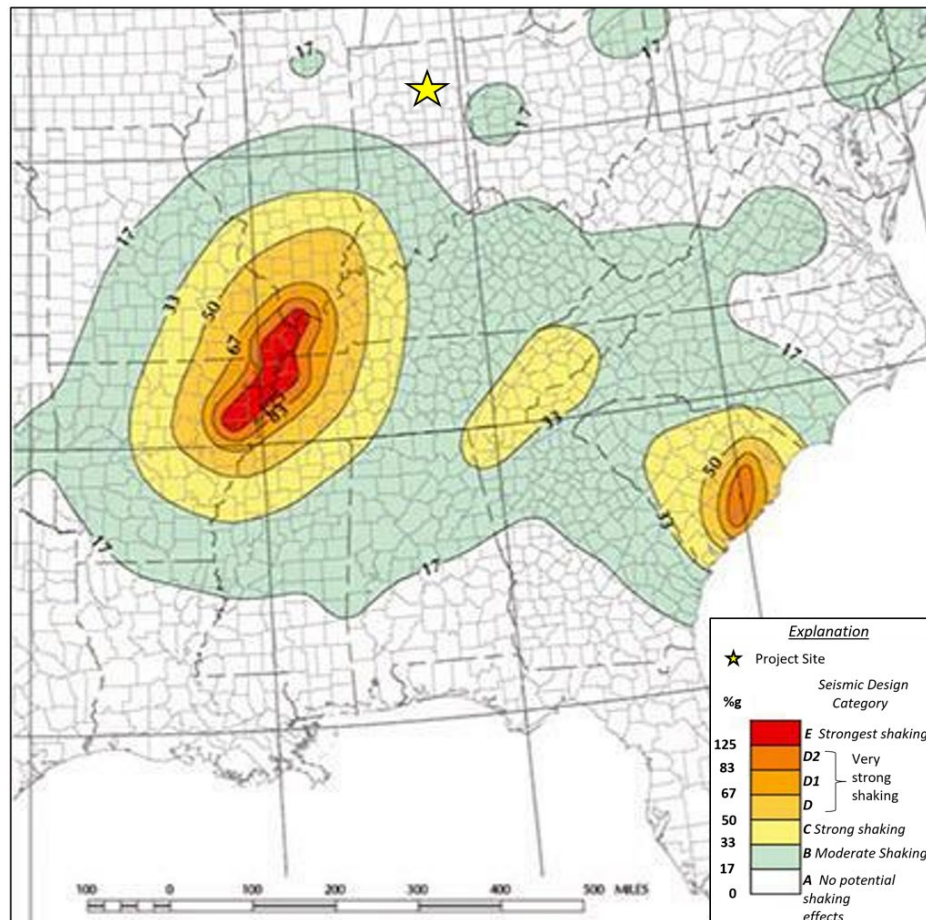 17
17
17
17
33
50
67
83
33
17
50
33
17
17
Explanation
Project Site
%g
Seismic Design
Category
E Strongest shaking
125
D2
83
D1
67
D
Very
strong
shaking
50
C Strong shaking
33
B Moderate Shaking
17
A No potential
shaking
effects
0
100 0 100 200 300 400 500 MILES